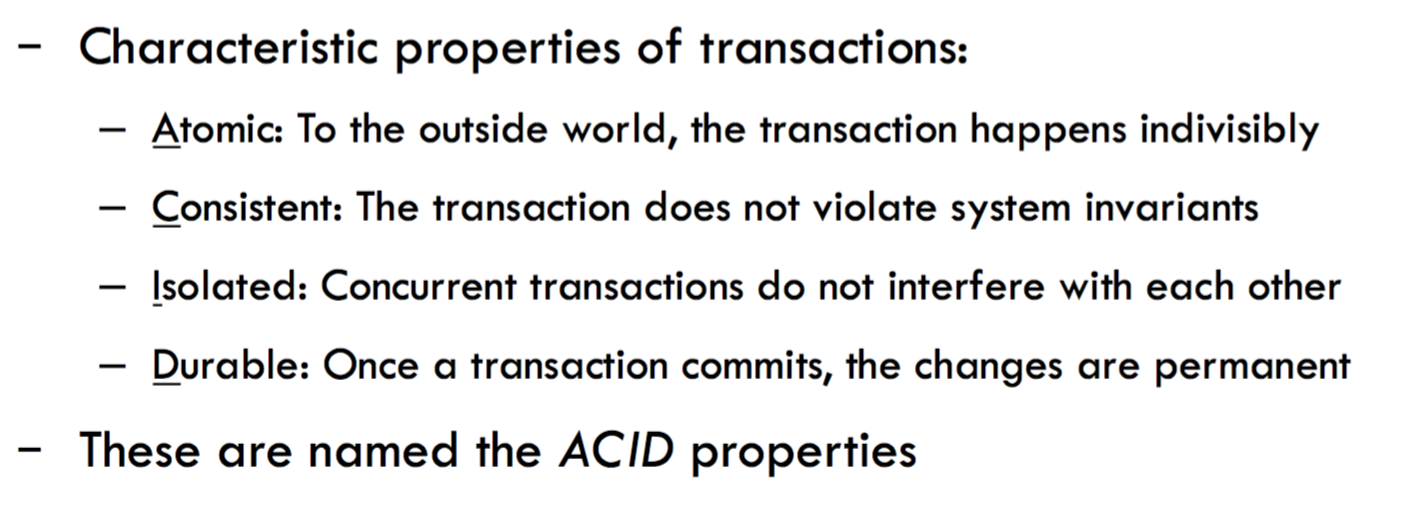 – Characteristic properties of transactions:
– Atomic: To the outside world, the transaction happens indivisibly
– Consistent: The transaction does not violate system invariants
– Isolated: Concurrent transactions do not interfere with each other
– Durable: Once a transaction commits, the changes are permanent
– These are named the ACID properties